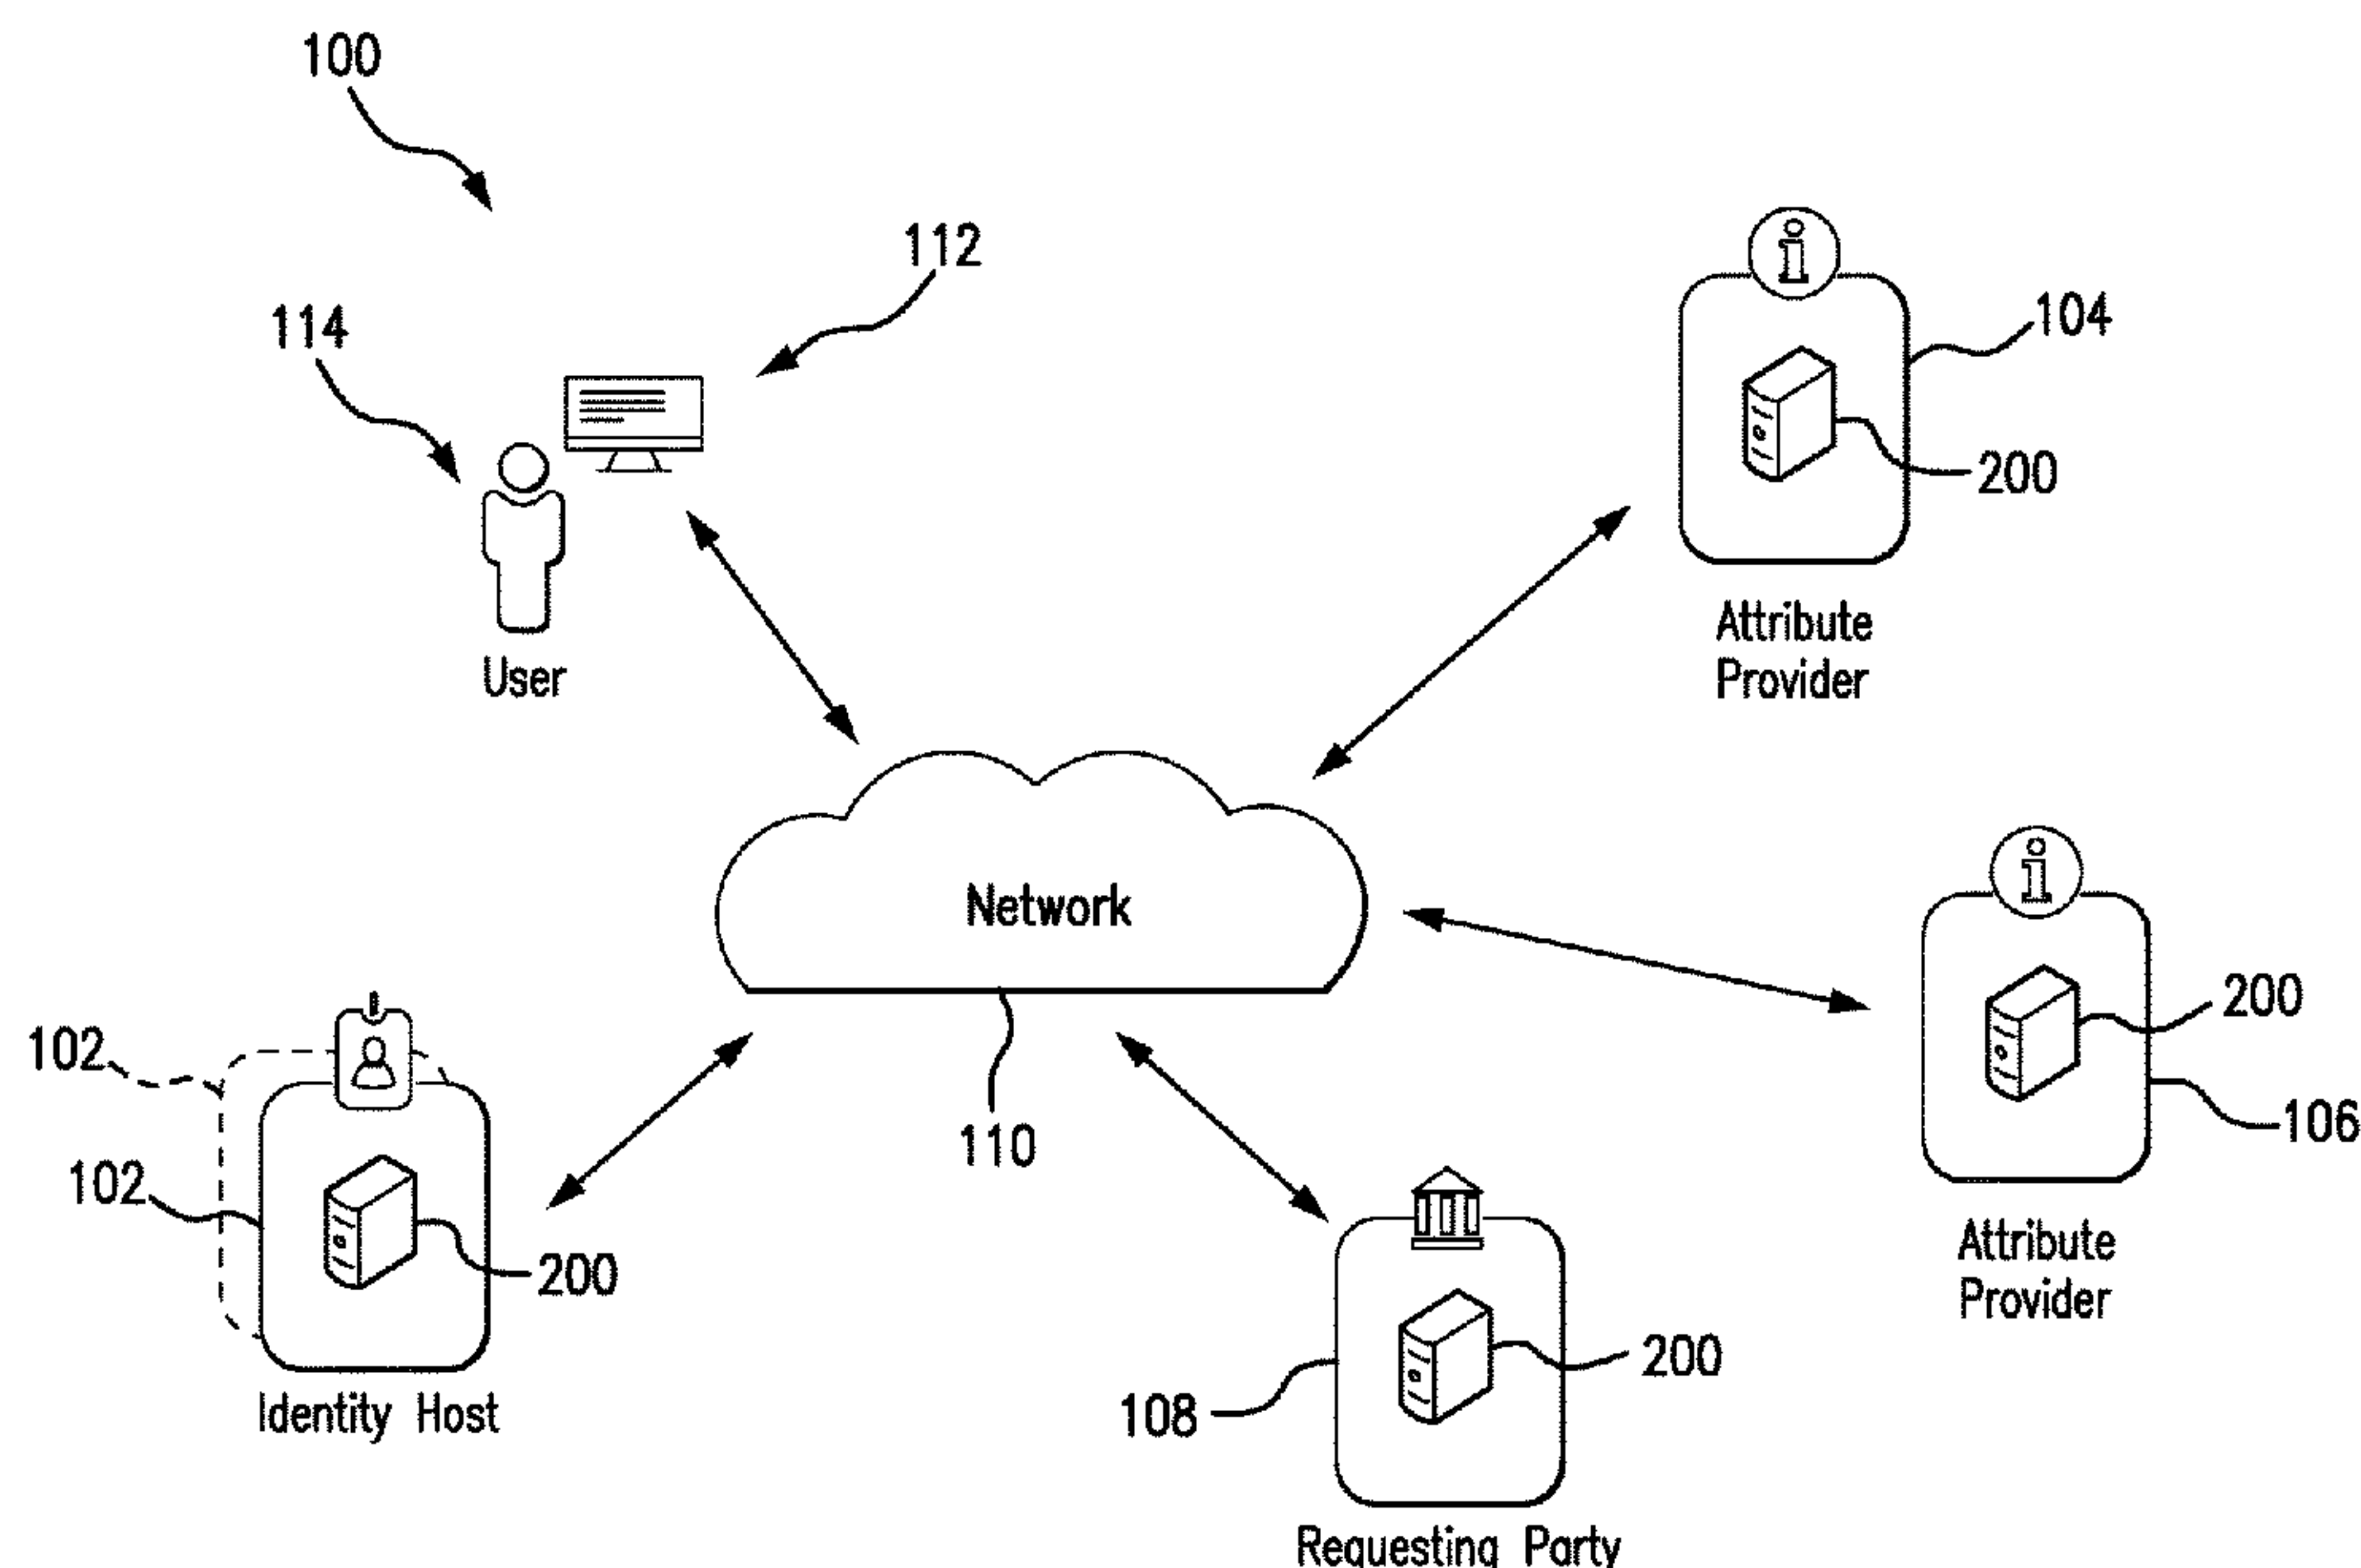 100
112
114
104
200
Attribute
Provider
User
Network
200
102
106
110
102
200
Attribute
Provider
200
108
Identity Host
Requesting Party